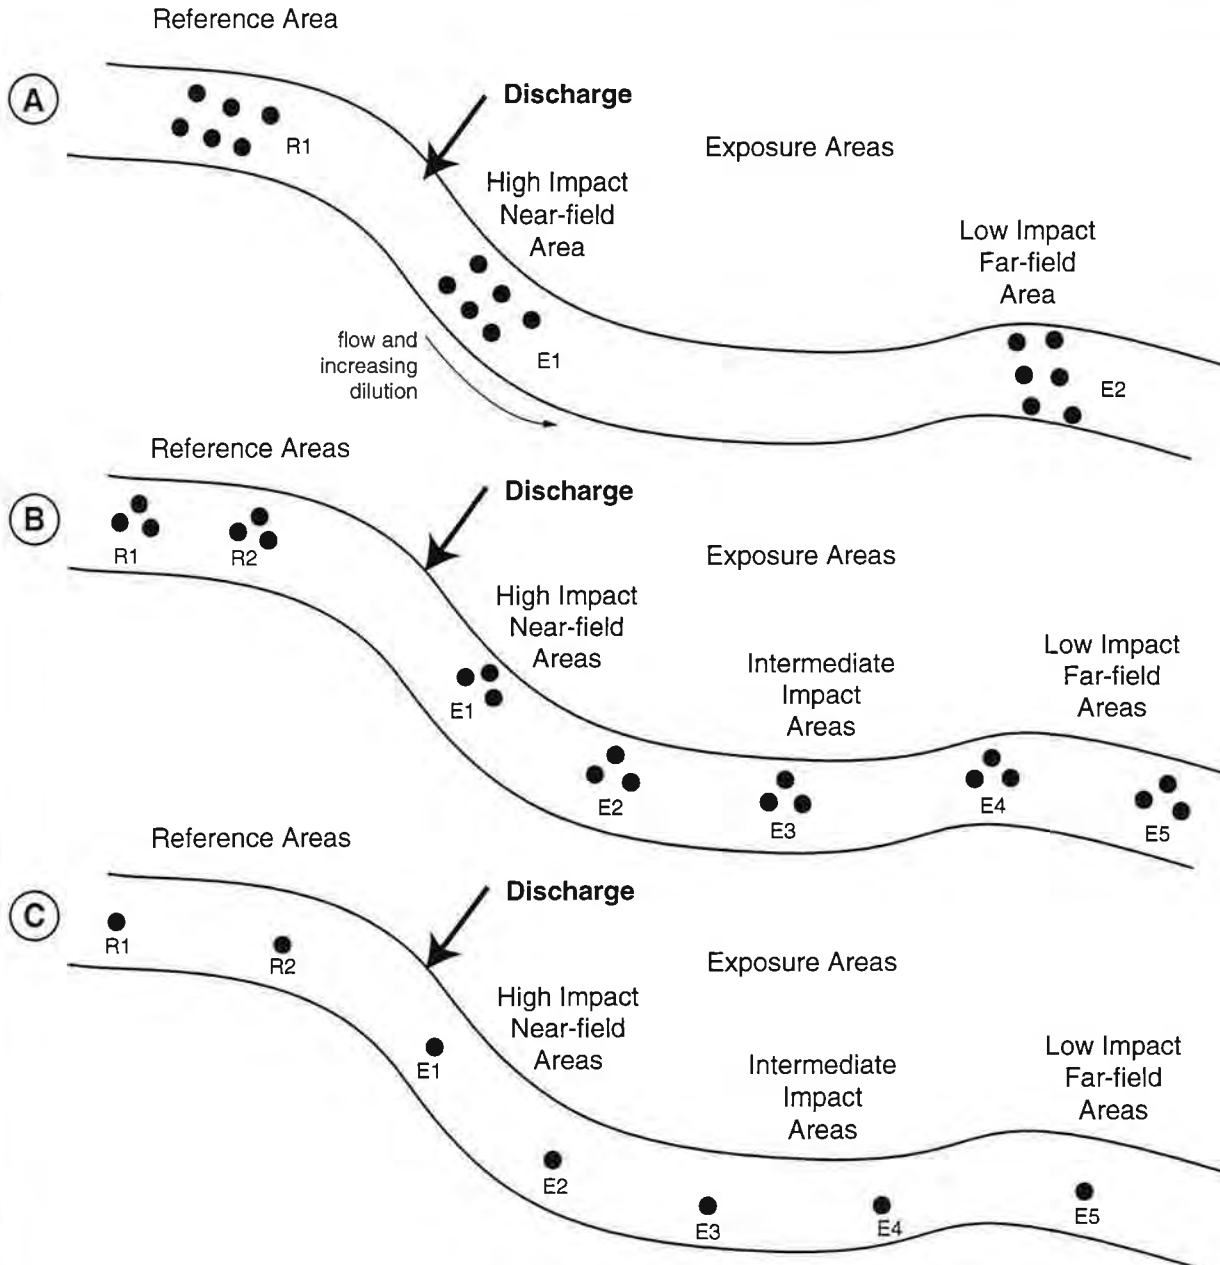 Reference Area
A
Discharge
R1
Exposure Areas
High Impact
Near-field
Area
Low Impact
Far-field
Area
flow and
increasing
dilution
E1
E2
Reference Areas
B
Discharge
R1
R2
Exposure Areas
High Impact
Near-field
Areas
Intermediate
Impact
Areas
Low Impact
Far-field
Areas
E1
E2
E3
E4
E5
Reference Areas
C
Discharge
R1
R2
Exposure Areas
High Impact
Near-field
Areas
Intermediate
Impact
Areas
Low Impact
Far-field
Areas
E1
E2
E3
E4
E5